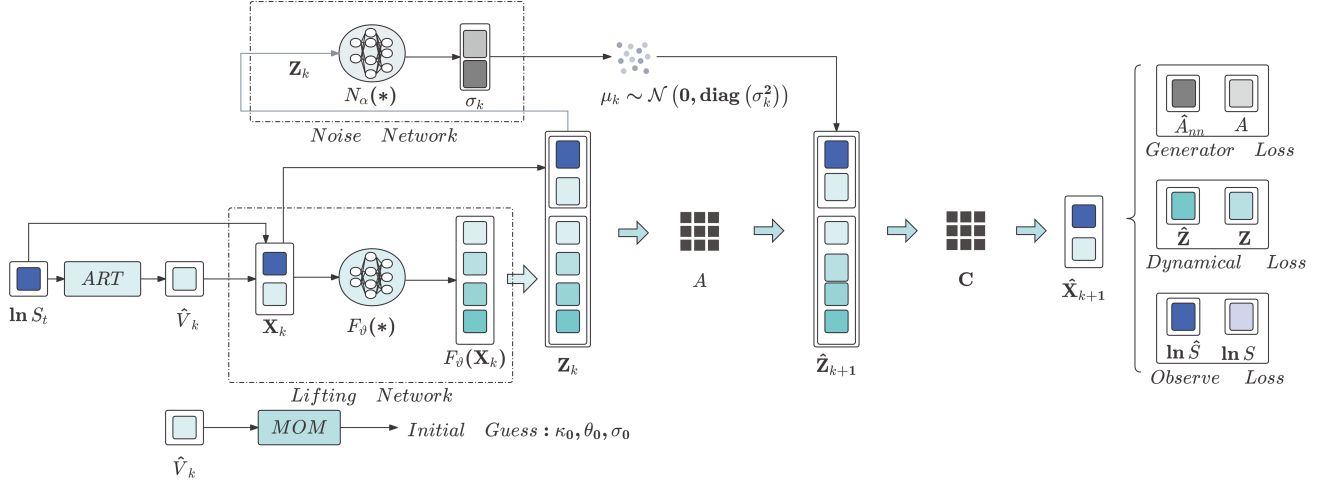 Z_k
N_α(*)
σ_k
μ_k ∼ N (0, diag (σ_k^2))
Noise Network
Â_nn
A
Generator Loss
ART
ln S_t
V̂_k
X_k
F_ϑ(*)
F_ϑ(X_k)
Z_k
A
Ẑ_{k+1}
C
X̂_{k+1}
Ẑ
Z
Dynamical Loss
ln Ŝ
ln S
Observe Loss
Lifting Network
MOM
Initial Guess : κ_0, θ_0, σ_0
V̂_k